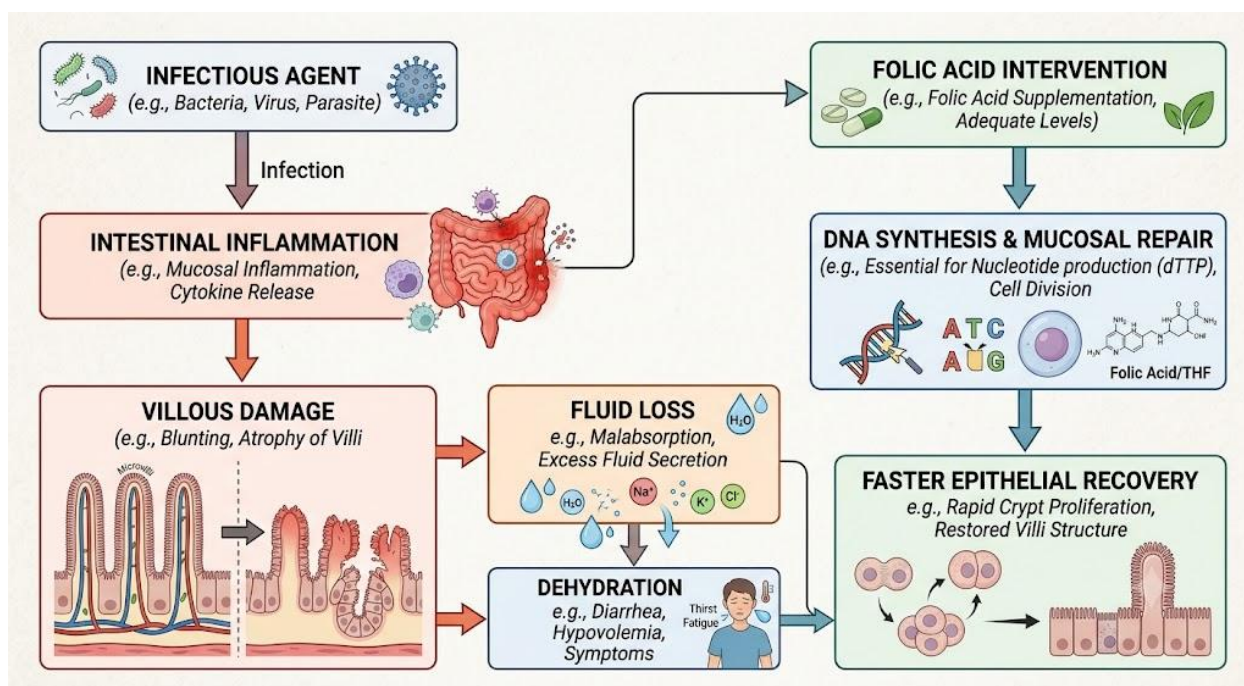 INFECTIOUS AGENT
(e.g., Bacteria, Virus, Parasite)
Infection
INTESTINAL INFLAMMATION
(e.g., Mucosal Inflammation,
Cytokine Release
VILLOUS DAMAGE
(e.g., Blunting, Atrophy of Villi
Microvilli
FLUID LOSS
e.g., Malabsorption,
Excess Fluid Secretion
H₂O
H₂O
Na⁺
K⁺
Cl⁻
DEHYDRATION
e.g., Diarrhea,
Hypovolemia,
Symptoms
Thirst
Fatigue
FOLIC ACID INTERVENTION
(e.g., Folic Acid Supplementation,
Adequate Levels)
DNA SYNTHESIS & MUCOSAL REPAIR
(e.g., Essential for Nucleotide production (dTTP),
Cell Division
A T C
A U G
Folic Acid/THF
FASTER EPITHELIAL RECOVERY
e.g., Rapid Crypt Proliferation,
Restored Villi Structure